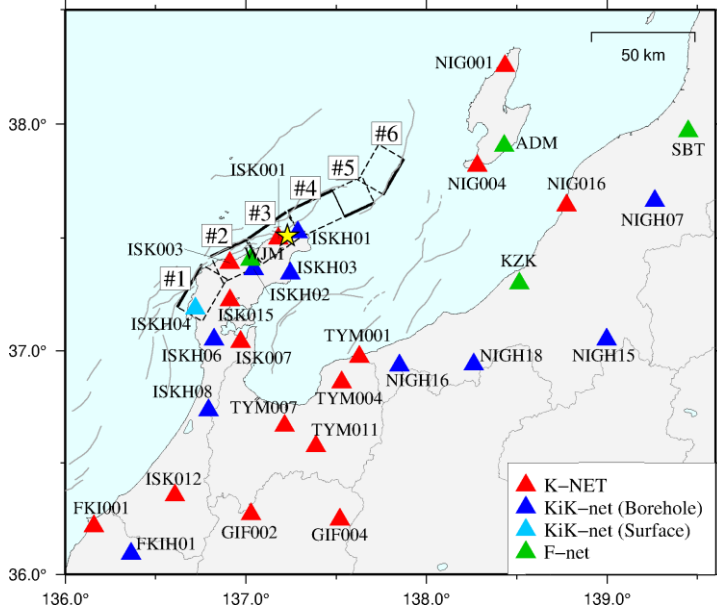 50 km
NIG001
38.0°
ADM
SBT
#6
ISK001
#5
NIG004
#4
NIG016
#3
NIGH07
ISKH01
#2
ISK003
WJM
KZK
ISKH03
#1
ISKH02
ISK015
ISKH04
TYM001
37.0°
ISKH06
ISK007
NIGH18
NIGH15
NIGH16
ISKH08
TYM004
TYM007
TYM011
ISK012
K−NET
FKI001
KiK−net (Borehole)
GIF002
GIF004
KiK−net (Surface)
FKIH01
F−net
36.0°
136.0°
137.0°
138.0°
139.0°